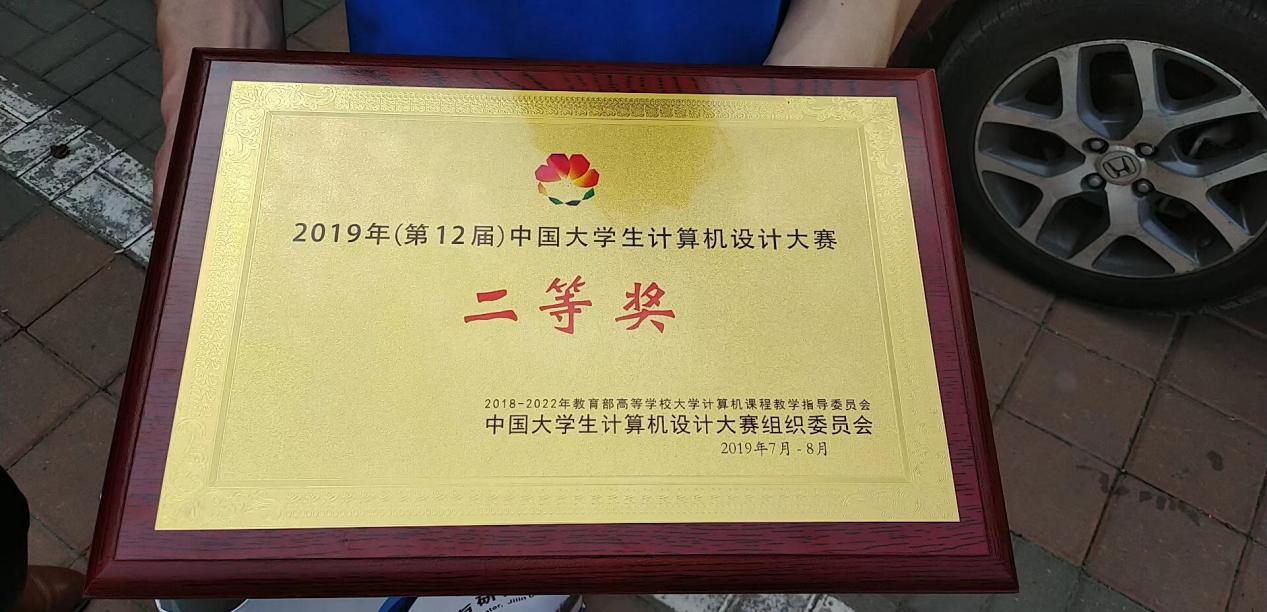 2019年(第12届)中国大学生计算机设计大赛
二等奖
2018-2022年教育部高等学校大学计算机课程教学指导委员会
中国大学生计算机设计大赛组织委员会
2019年7月-8月